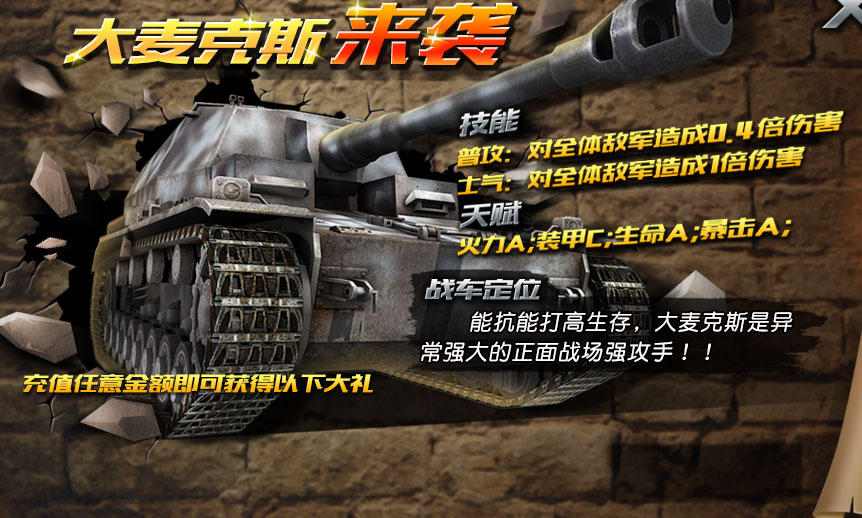 大麦克斯来袭
技能
普攻：对全体敌军造成0.4倍伤害
士气：对全体敌军造成1倍伤害
天赋
火力A;装甲C;生命A;暴击A;
战车定位
能抗能打高生存，大麦克斯是异
常强大的正面战场强攻手！！
充值任意金额即可获得以下大礼